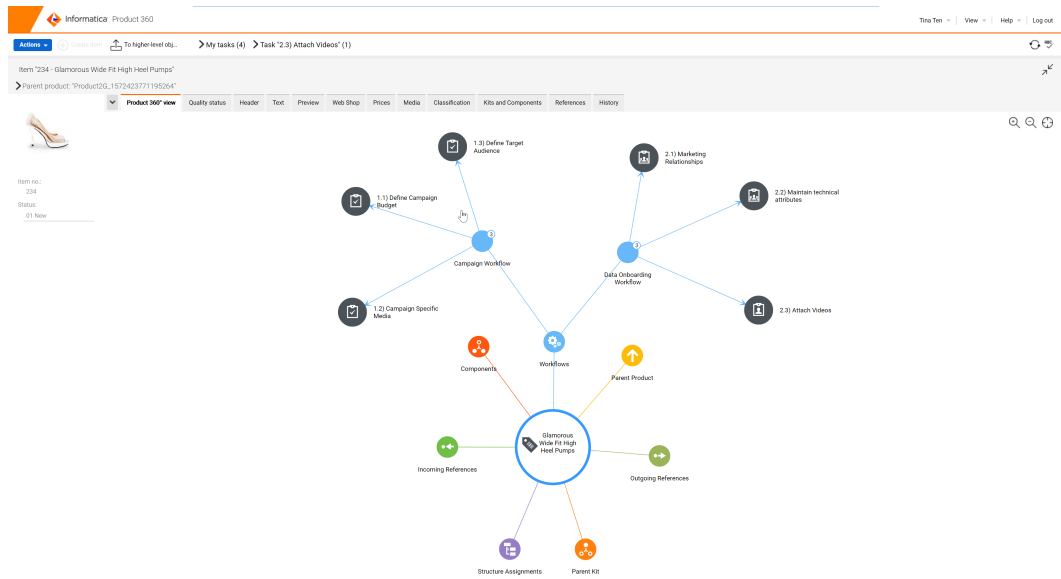 Informatica Product 360
Tina Ten View Help Log out
Actions Create item To higher-level obj... My tasks (4) Task "2.3) Attach Videos" (1)
Item "234 - Glamorous Wide Fit High Heel Pumps"
Parent product: "Product2G_1572423771195264"
Product 360° view Quality status Header Text Preview Web Shop Prices Media Classification Kits and Components References History
Item no.:
234
Status:
01 New
1.3) Define Target
Audience
2.1) Marketing
Relationships
1.1) Define Campaign
Budget
2.2) Maintain technical
attributes
3
Campaign Workflow
3
Data Onboarding
Workflow
1.2) Campaign Specific
Media
2.3) Attach Videos
Workflows
Components
Parent Product
Glamorous
Wide Fit High
Heel Pumps
Incoming References
Outgoing References
Structure Assignments
Parent Kit